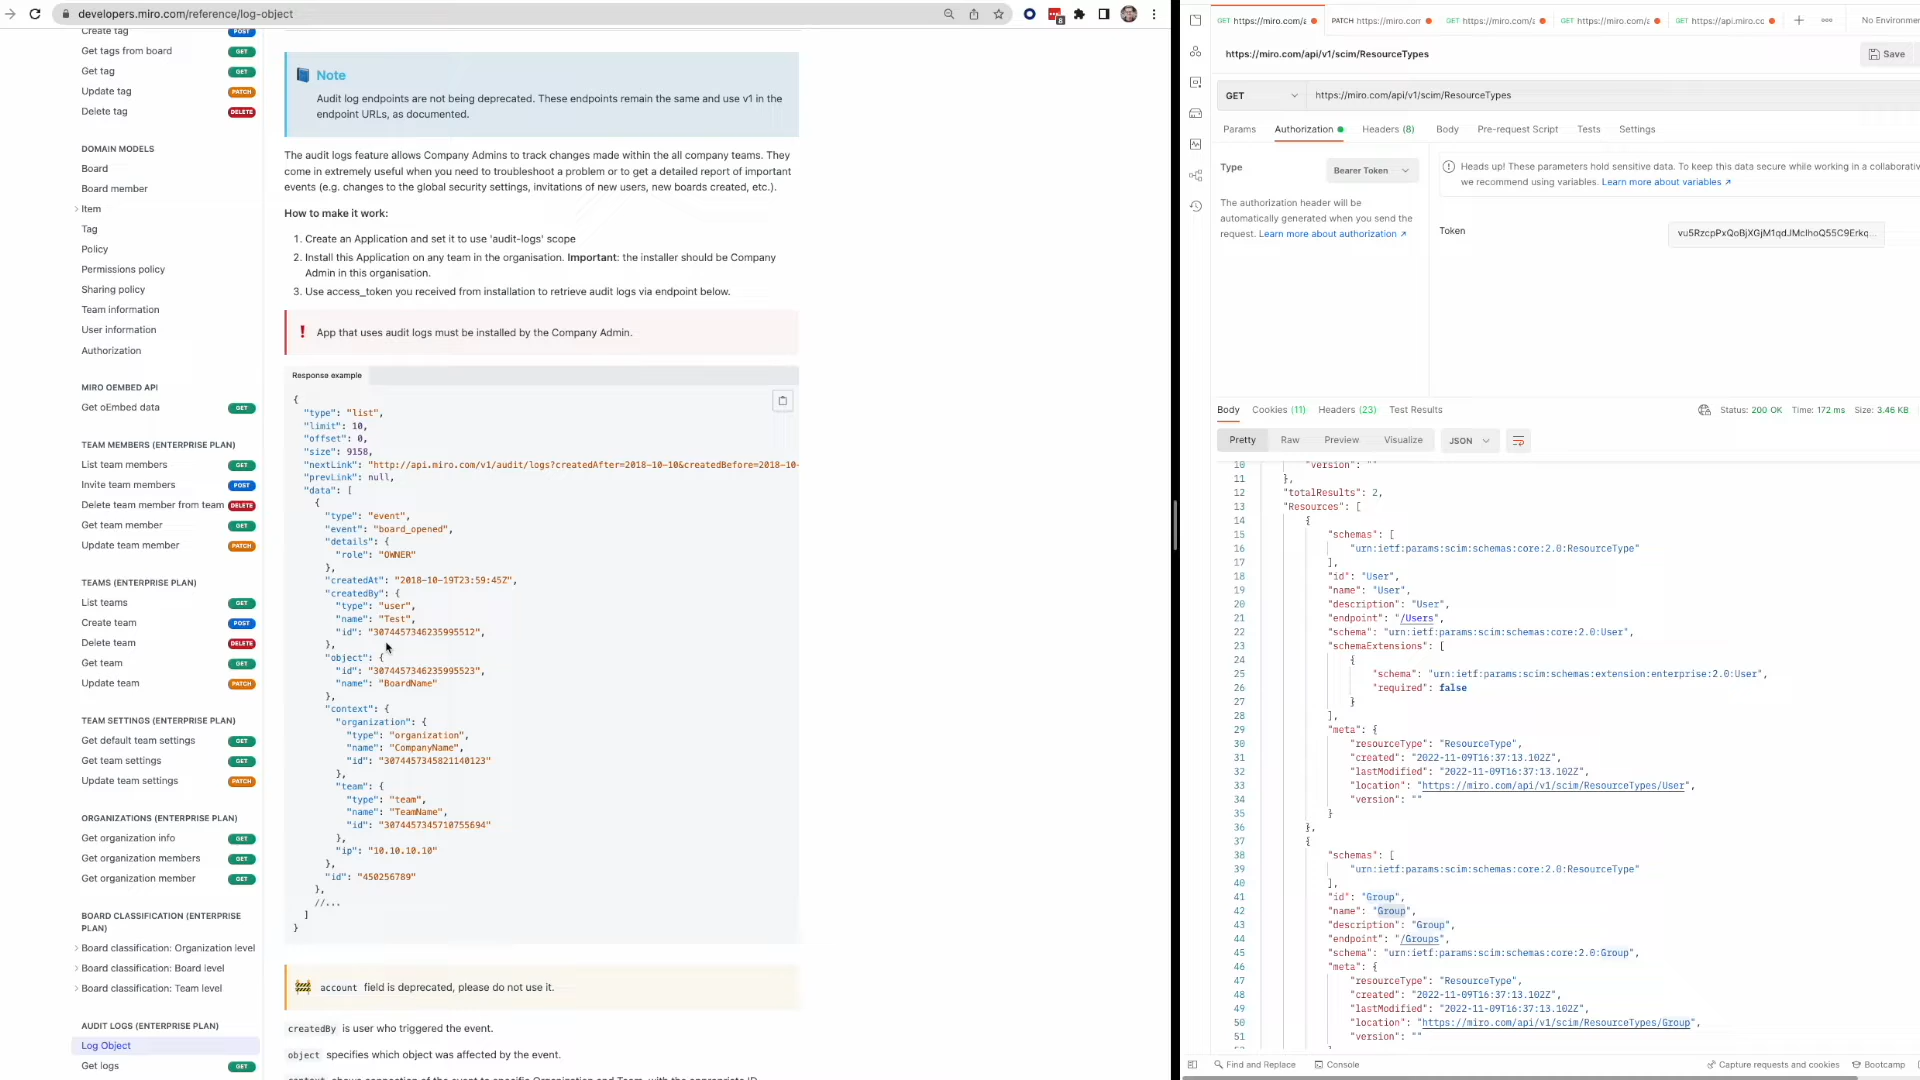 developers.miro.com/reference/log-object
Create tag POST
Get tags from board GET
Get tag GET
Update tag PATCH
Delete tag DELETE
DOMAIN MODELS
Board
Board member
Item
Tag
Policy
Permissions policy
Sharing policy
Team information
User information
Authorization
MIRO OEMBED API
Get oEmbed data GET
TEAM MEMBERS (ENTERPRISE PLAN)
List team members GET
Invite team members POST
Delete team member from team DELETE
Get team member GET
Update team member PATCH
TEAMS (ENTERPRISE PLAN)
List teams GET
Create team POST
Delete team DELETE
Get team GET
Update team PATCH
TEAM SETTINGS (ENTERPRISE PLAN)
Get default team settings GET
Get team settings GET
Update team settings PATCH
ORGANIZATIONS (ENTERPRISE PLAN)
Get organization info GET
Get organization members GET
Get organization member GET
BOARD CLASSIFICATION (ENTERPRISE
PLAN)
Board classification: Organization level
Board classification: Board level
Board classification: Team level
AUDIT LOGS (ENTERPRISE PLAN)
Log Object
Get logs GET
Note
Audit log endpoints are not being deprecated. These endpoints remain the same and use v1 in the
endpoint URLs, as documented.
The audit logs feature allows Company Admins to track changes made within the all company teams. They
come in extremely useful when you need to troubleshoot a problem or to get a detailed report of important
events (e.g. changes to the global security settings, invitations of new users, new boards created, etc.).
How to make it work:
1. Create an Application and set it to use 'audit-logs' scope
2. Install this Application on any team in the organisation. Important: the installer should be Company
Admin in this organisation.
3. Use access_token you received from installation to retrieve audit logs via endpoint below.
App that uses audit logs must be installed by the Company Admin.
Response example
{
"type": "list",
"limit": 10,
"offset": 0,
"size": 9158,
"nextLink": "http://api.miro.com/v1/audit/logs?createdAfter=2018-10-10&createdBefore=2018-10-
"prevLink": null,
"data": [
{
"type": "event",
"event": "board_opened",
"details": {
"role": "OWNER"
},
"createdAt": "2018-10-19T23:59:45Z",
"createdBy": {
"type": "user",
"name": "Test",
"id": "3074457346235995512",
},
"object": {
"id": "3074457346235995523",
"name": "BoardName"
},
"context": {
"organization": {
"type": "organization",
"name": "CompanyName",
"id": "3074457345821140123"
},
"team": {
"type": "team",
"name": "TeamName",
"id": "3074457345710755694"
},
"ip": "10.10.10.10"
},
"id": "450256789"
},
//...
]
}
account field is deprecated, please do not use it.
createdBy is user who triggered the event.
object specifies which object was affected by the event.
GET https://miro.com/a
PATCH https://miro.com
GET https://miro.com/a
GET https://miro.com/a
GET https://api.miro.cc
No Environmen
https://miro.com/api/v1/scim/ResourceTypes
Save
GET https://miro.com/api/v1/scim/ResourceTypes
Params Authorization Headers (8) Body Pre-request Script Tests Settings
Type Bearer Token
The authorization header will be
automatically generated when you send the
request. Learn more about authorization ↗
Heads up! These parameters hold sensitive data. To keep this data secure while working in a collaborativ
we recommend using variables. Learn more about variables ↗
Token
Body Cookies (11) Headers (23) Test Results Status: 200 OK Time: 172 ms Size: 3.46 KB
Pretty Raw Preview Visualize JSON
10 "version": ""
11 },
12 "totalResults": 2,
13 "Resources": [
14 {
15 "schemas": [
16 "urn:ietf:params:scim:schemas:core:2.0:ResourceType"
17 ],
18 "id": "User",
19 "name": "User",
20 "description": "User",
21 "endpoint": "/Users",
22 "schema": "urn:ietf:params:scim:schemas:core:2.0:User",
23 "schemaExtensions": [
24 {
25 "schema": "urn:ietf:params:scim:schemas:extension:enterprise:2.0:User",
26 "required": false
27 }
28 ],
29 "meta": {
30 "resourceType": "ResourceType",
31 "created": "2022-11-09T16:37:13.102Z",
32 "lastModified": "2022-11-09T16:37:13.102Z",
33 "location": "https://miro.com/api/v1/scim/ResourceTypes/User",
34 "version": ""
35 }
36 },
37 {
38 "schemas": [
39 "urn:ietf:params:scim:schemas:core:2.0:ResourceType"
40 ],
41 "id": "Group",
42 "name": "Group",
43 "description": "Group",
44 "endpoint": "/Groups",
45 "schema": "urn:ietf:params:scim:schemas:core:2.0:Group",
46 "meta": {
47 "resourceType": "ResourceType",
48 "created": "2022-11-09T16:37:13.102Z",
49 "lastModified": "2022-11-09T16:37:13.102Z",
50 "location": "https://miro.com/api/v1/scim/ResourceTypes/Group",
51 "version": ""
Find and Replace Console Capture requests and cookies Bootcamp